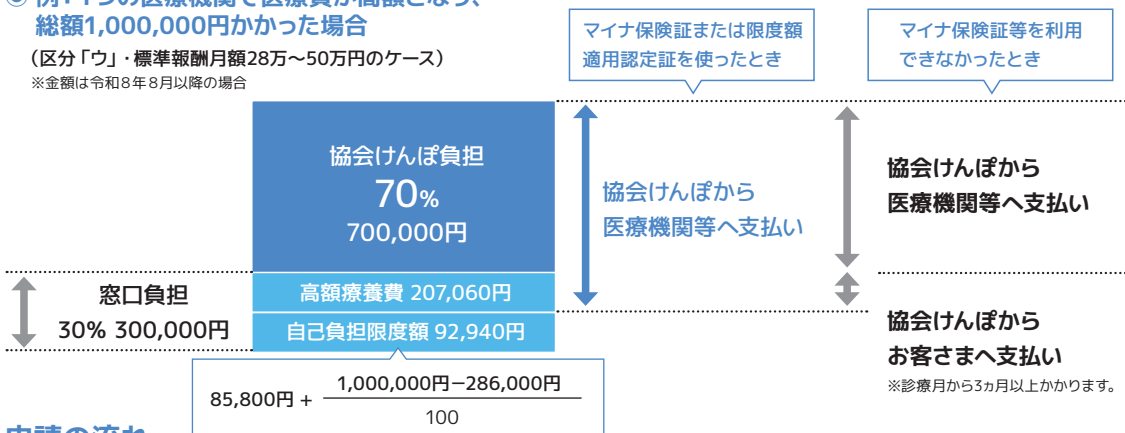 総額1,000,000円かかった場合
（区分「ウ」・標準報酬月額28万～50万円のケース）
※金額は令和8年8月以降の場合
マイナ保険証または限度額
適用認定証を使ったとき
マイナ保険証等を利用
できなかったとき
協会けんぽ負担
70%
700,000円
協会けんぽから
医療機関等へ支払い
協会けんぽから
医療機関等へ支払い
窓口負担
30% 300,000円
高額療養費 207,060円
自己負担限度額 92,940円
協会けんぽから
お客さまへ支払い
※診療月から3ヵ月以上かかります。
85,800円 +
1,000,000円−286,000円
100